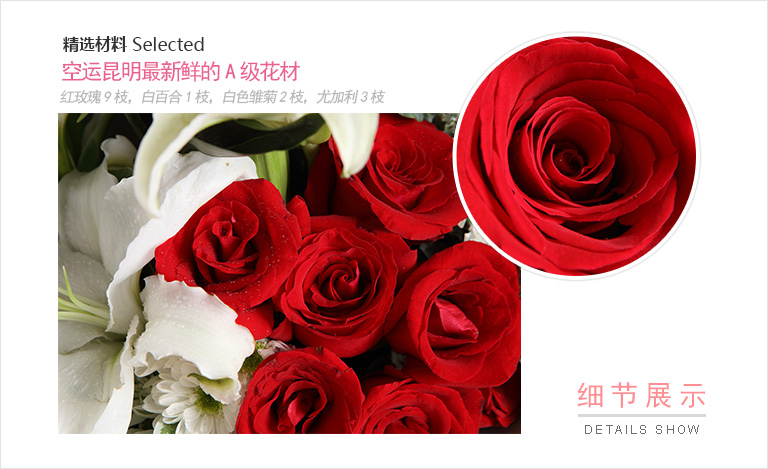 精选材料 Selected
空运昆明最新鲜的 A 级花材
红玫瑰 9 枝，白百合 1 枝，白色雏菊 2 枝，尤加利 3 枝
细节展示
DETAILS SHOW